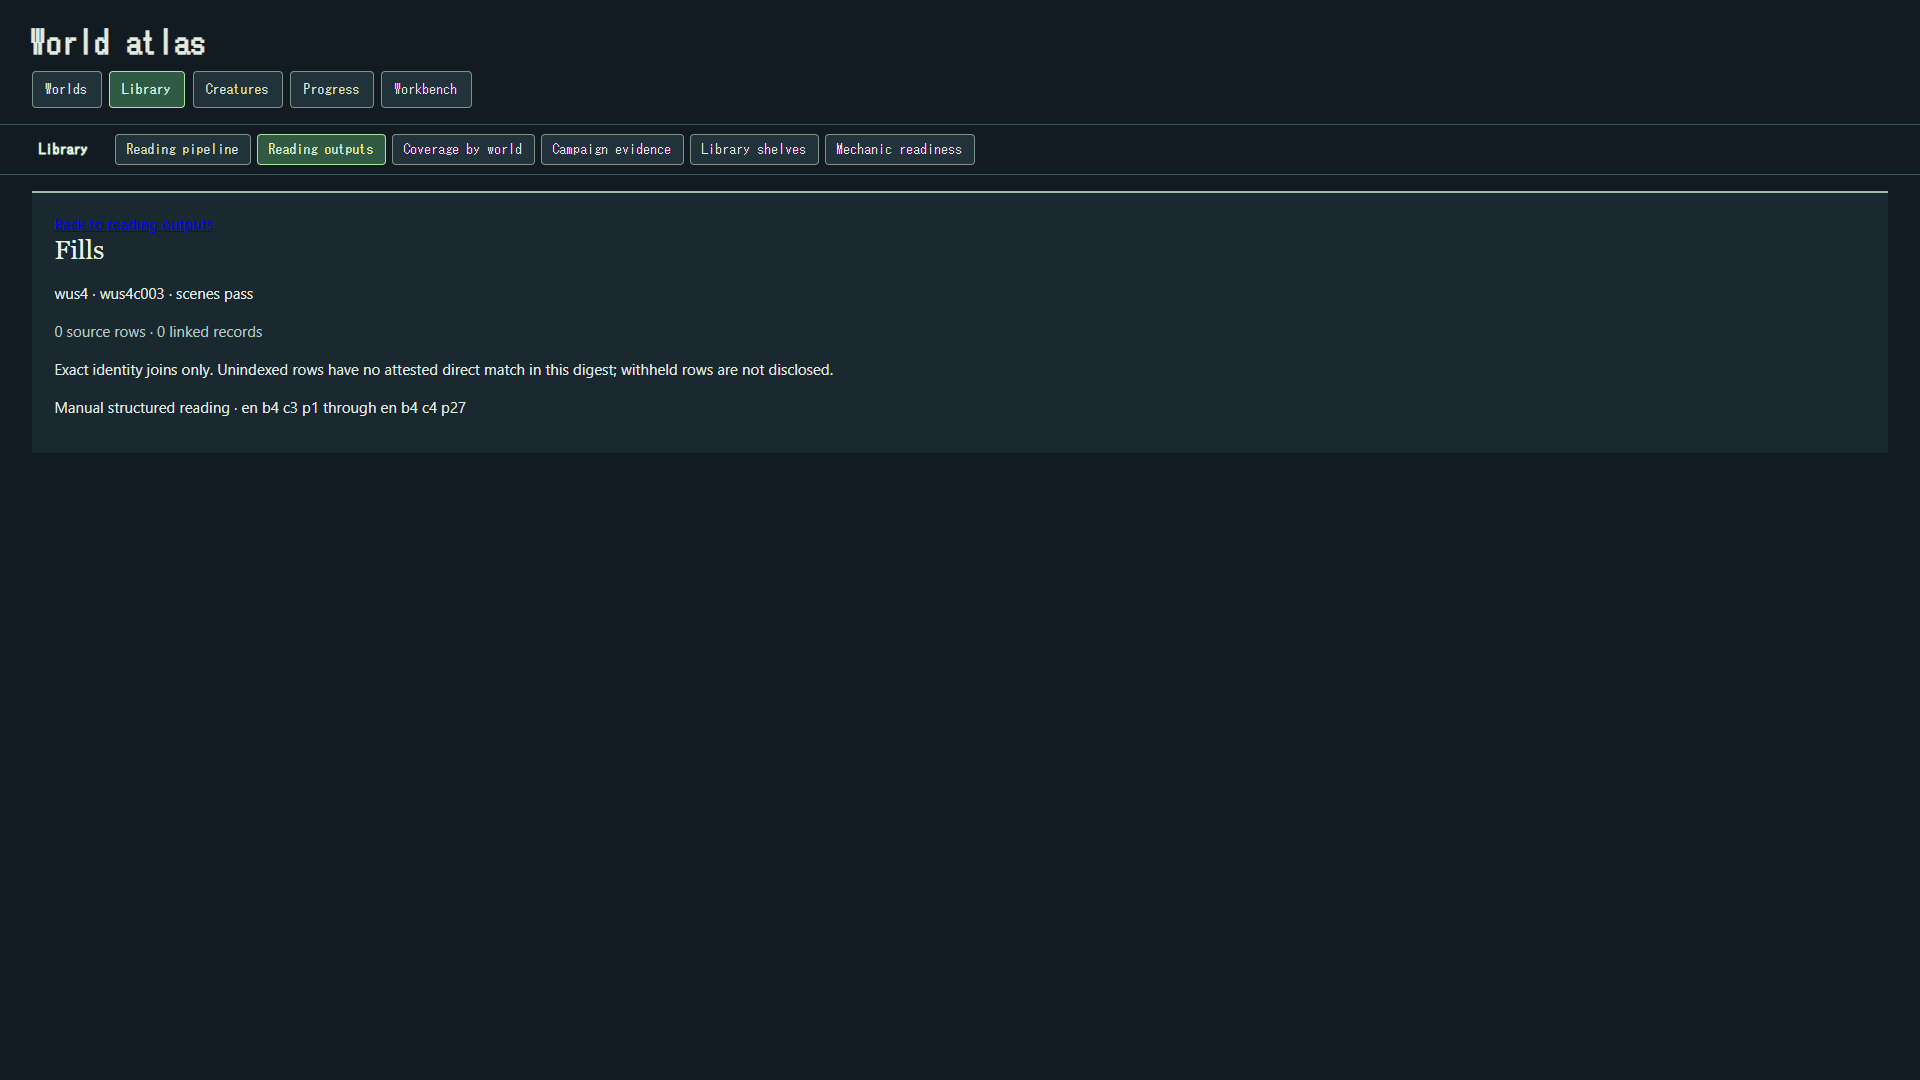 World atlas
Worlds Library Creatures Progress Workbench
Library Reading pipeline Reading outputs Coverage by world Campaign evidence Library shelves Mechanic readiness
Back to reading outputs
Fills
wus4 · wus4c003 · scenes pass
0 source rows · 0 linked records
Exact identity joins only. Unindexed rows have no attested direct match in this digest; withheld rows are not disclosed.
Manual structured reading · en b4 c3 p1 through en b4 c4 p27